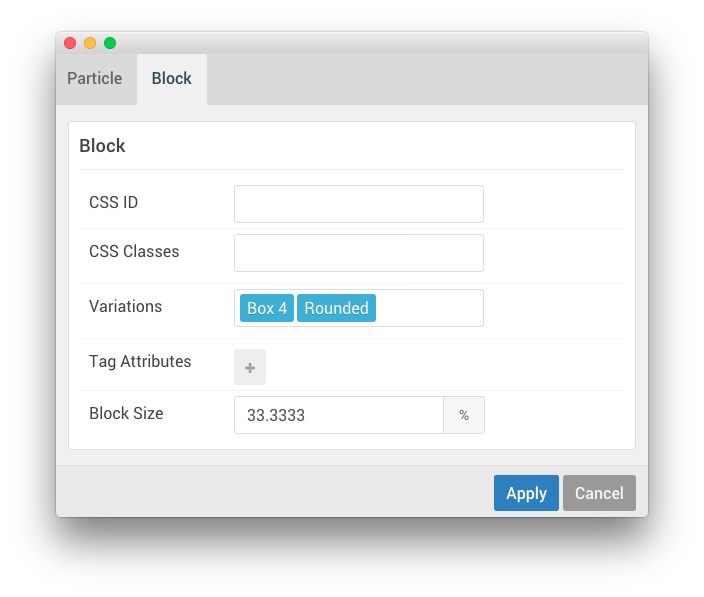 Particle Block
Block
CSS ID
CSS Classes
Variations Box 4 Rounded
Tag Attributes +
Block Size 33.3333 %
Apply Cancel